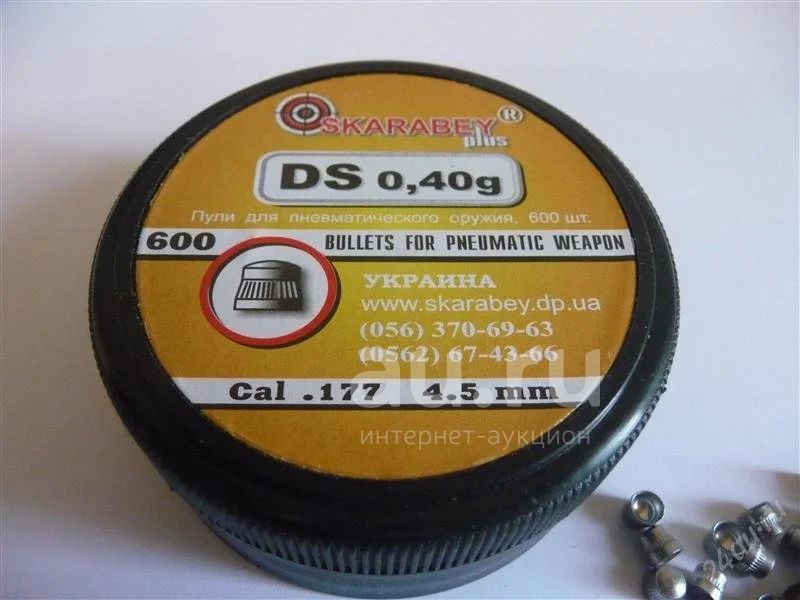 SKARABEY®
plus
DS 0,40g
Пули для пневматического оружия, 600 шт.
600 BULLETS FOR PNEUMATIC WEAPON
УКРАИНА
www.skarabey.dp.ua
(056) 370-69-63
(0562) 67-43-66
Cal .177 4.5 mm
au.ru
интернет-аукцион